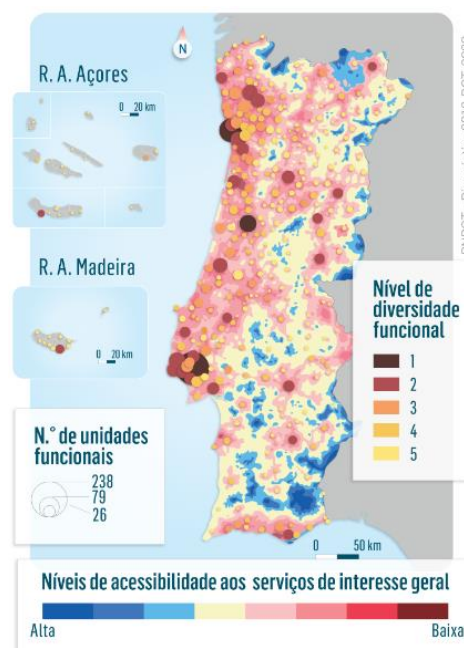 N
R. A. Açores
0 20 km
R. A. Madeira
0 20 km
Nível de
diversidade
funcional
1
2
3
4
5
N.° de unidades
funcionais
238
79
26
0 50 km
Níveis de acessibilidade aos serviços de interesse geral
Alta
Baixa